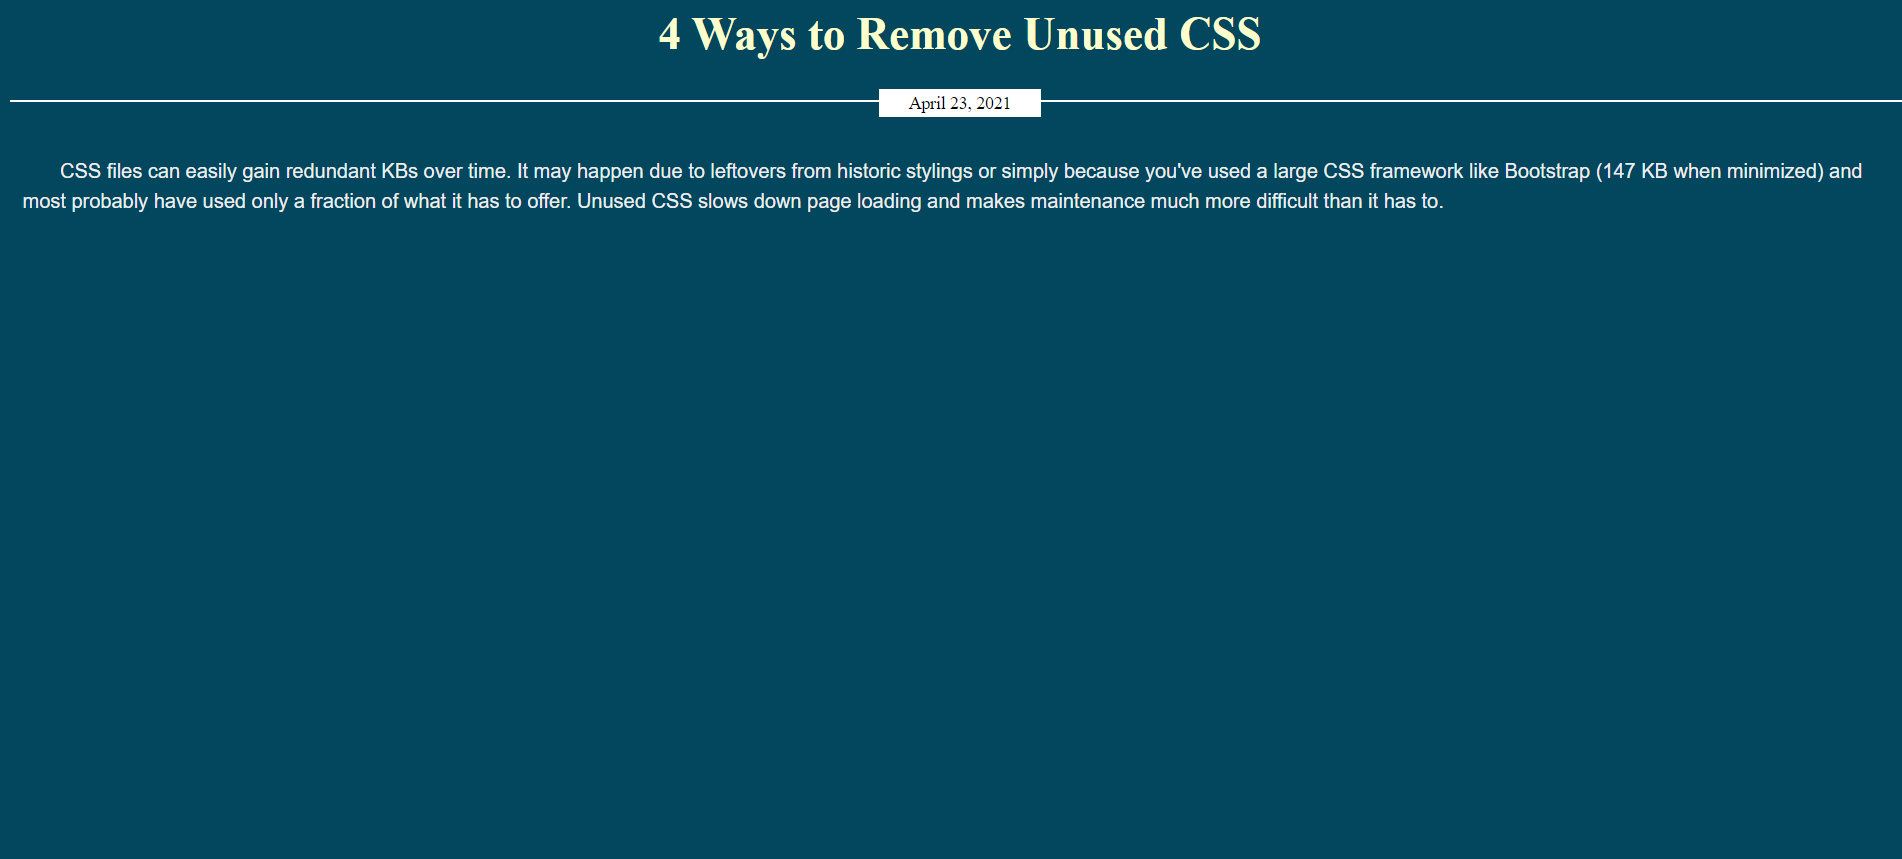 4 Ways to Remove Unused CSS
April 23, 2021
CSS files can easily gain redundant KBs over time. It may happen due to leftovers from historic stylings or simply because you've used a large CSS framework like Bootstrap (147 KB when minimized) and
most probably have used only a fraction of what it has to offer. Unused CSS slows down page loading and makes maintenance much more difficult than it has to.